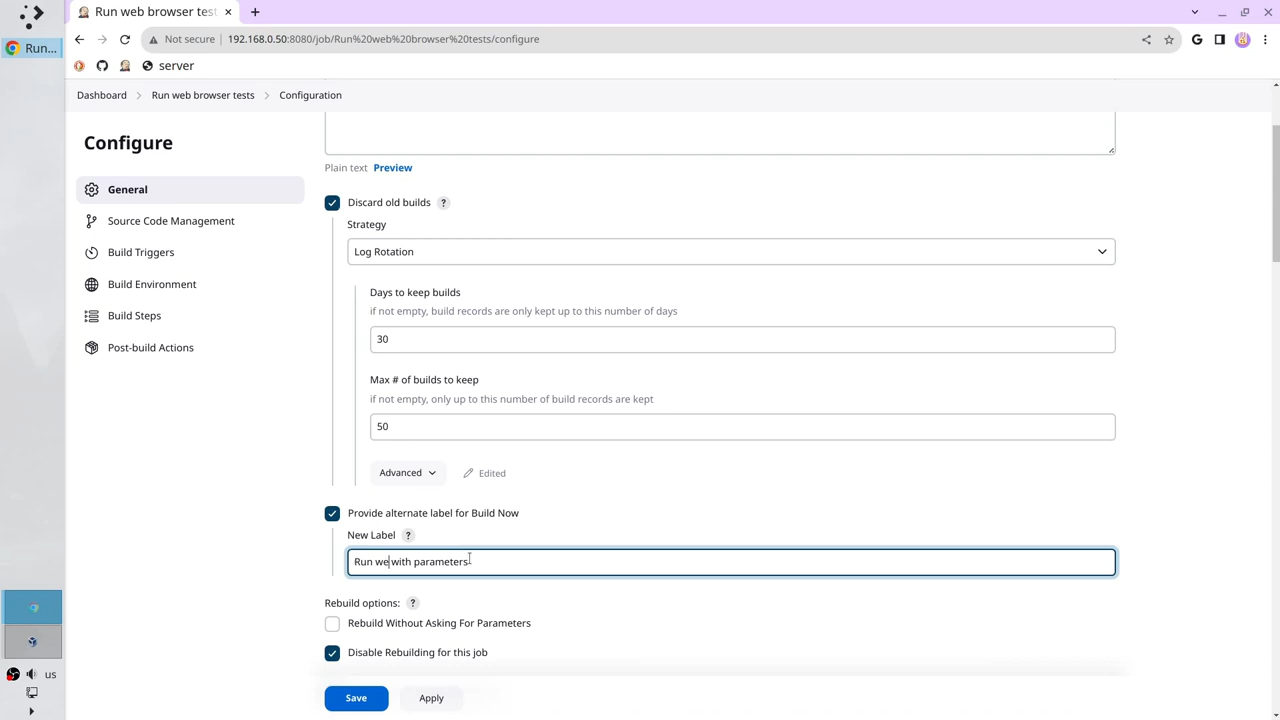 Run web browser tes
Run...
Not secure
192.168.0.50:8080/job/Run%20web%20browser%20tests/configure
server
Dashboard
Run web browser tests
Configuration
Configure
Plain text Preview
General
Discard old builds ?
Source Code Management
Strategy
Build Triggers
Log Rotation
Build Environment
Days to keep builds
if not empty, build records are only kept up to this number of days
Build Steps
30
Post-build Actions
Max # of builds to keep
if not empty, only up to this number of build records are kept
50
Advanced
Edited
Provide alternate label for Build Now
New Label ?
Run we with parameters
Rebuild options: ?
Rebuild Without Asking For Parameters
Disable Rebuilding for this job
us
Save
Apply